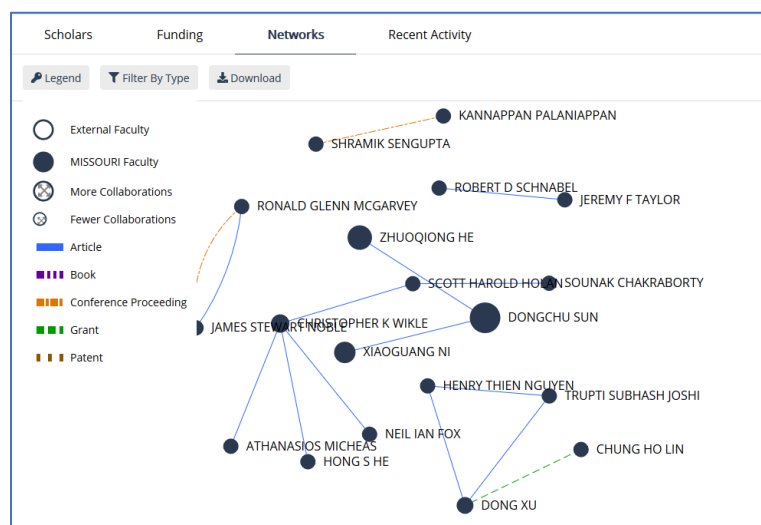 Scholars Funding Networks Recent Activity
Legend Filter By Type Download
External Faculty
MISSOURI Faculty
More Collaborations
Fewer Collaborations
Article
Book
Conference Proceeding
Grant
Patent
KANNAPPAN PALANIAPPAN
SHRAMIK SENGUPTA
ROBERT D SCHNABEL
JEREMY F TAYLOR
RONALD GLENN MCGARVEY
ZHUOQIONG HE
SCOTT HAROLD HOLAN
SOUNAK CHAKRABORTY
DONGCHU SUN
JAMES STEWART NOBLE
CHRISTOPHER K WIKLE
XIAOGUANG NI
HENRY THIEN NGUYEN
TRUPTI SUBHASH JOSHI
NEIL IAN FOX
ATHANASIOS MICHEAS
HONG S HE
CHUNG HO LIN
DONG XU